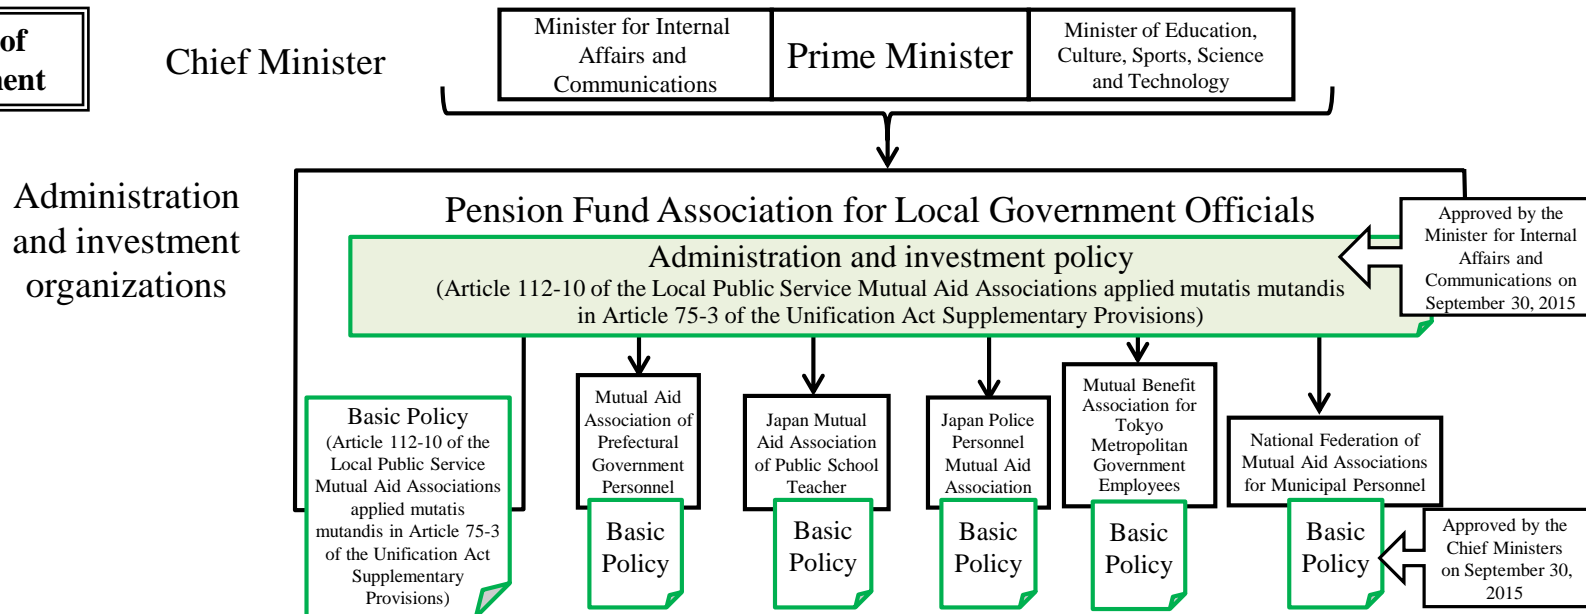 of
Chief Minister
Minister for Internal
Affairs and
Communications
Prime Minister
Minister of Education,
Culture, Sports, Science
and Technology
Administration
and investment
organizations
Pension Fund Association for Local Government Officials
Administration and investment policy
(Article 112-10 of the Local Public Service Mutual Aid Associations applied mutatis mutandis
in Article 75-3 of the Unification Act Supplementary Provisions)
Approved by the
Minister for Internal
Affairs and
Communications on
September 30, 2015
Basic Policy
(Article 112-10 of the
Local Public Service
Mutual Aid Associations
applied mutatis
mutandis in Article 75-3
of the Unification Act
Supplementary
Provisions)
Mutual Aid
Association of
Prefectural
Government
Personnel
Basic
Policy
Japan Mutual
Aid Association
of Public School
Teacher
Basic
Policy
Japan Police
Personnel
Mutual Aid
Association
Basic
Policy
Mutual Benefit
Association for
Tokyo
Metropolitan
Government
Employees
Basic
Policy
National Federation of
Mutual Aid Associations
for Municipal Personnel
Basic
Policy
Approved by the
Chief Ministers
on September 30,
2015